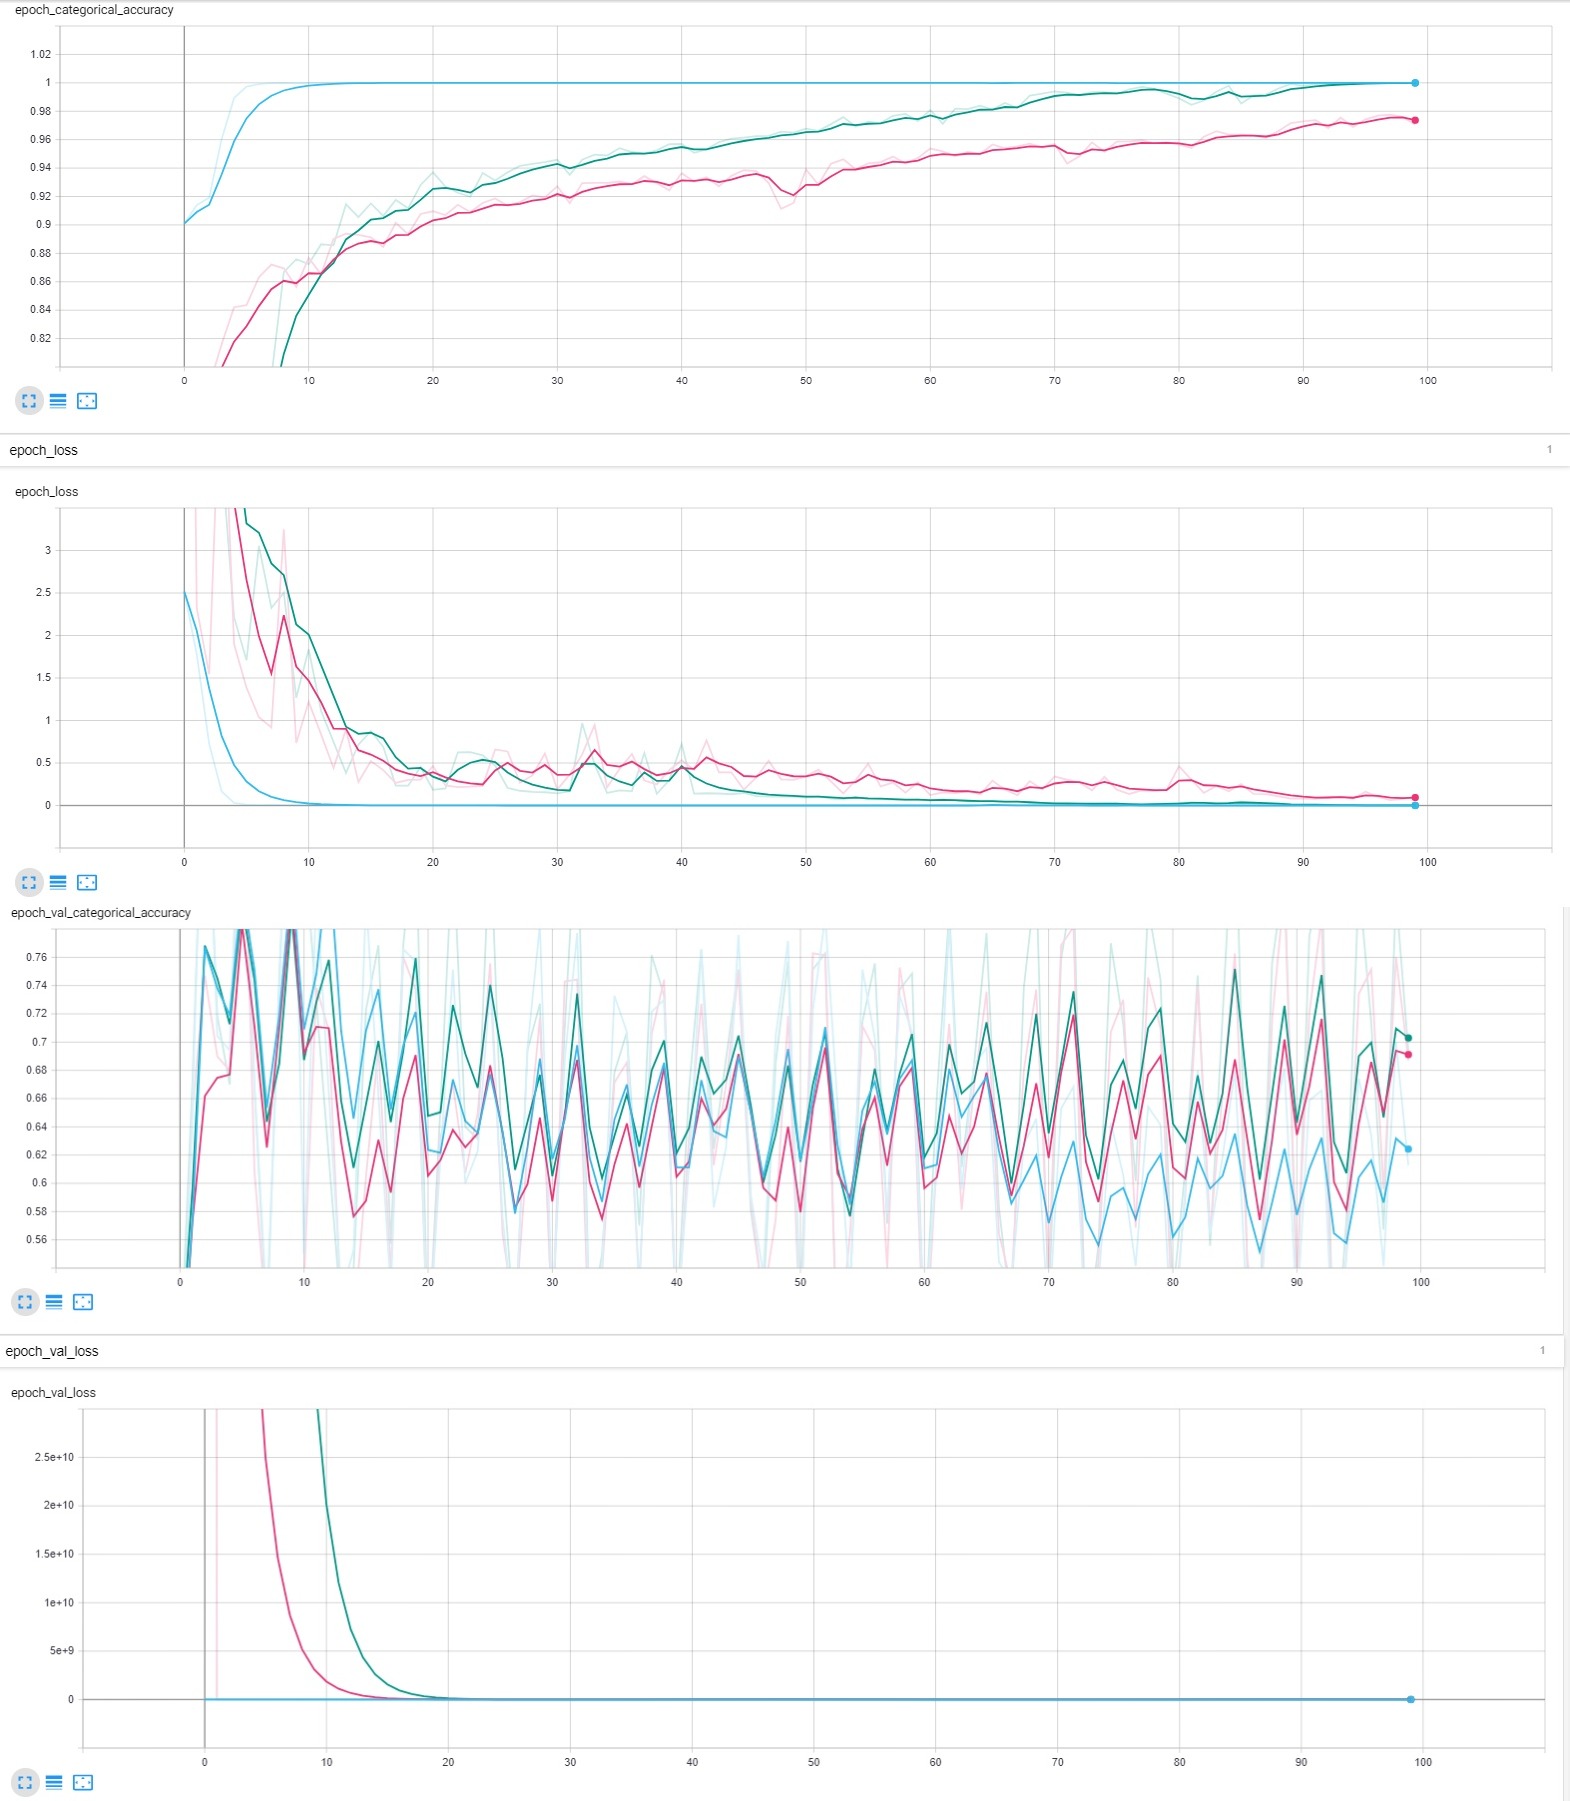 epoch_categorical_accuracy
1.02
1
0.98
0.96
0.94
0.92
0.9
0.88
0.86
0.84
0.82
0 10 20 30 40 50 60 70 80 90 100
epoch_loss 1
epoch_loss
3
2.5
2
1.5
1
0.5
0
0 10 20 30 40 50 60 70 80 90 100
epoch_val_categorical_accuracy
0.76
0.74
0.72
0.7
0.68
0.66
0.64
0.62
0.6
0.58
0.56
0 10 20 30 40 50 60 70 80 90 100
epoch_val_loss 1
epoch_val_loss
2.5e+10
2e+10
1.5e+10
1e+10
5e+9
0
0 10 20 30 40 50 60 70 80 90 100